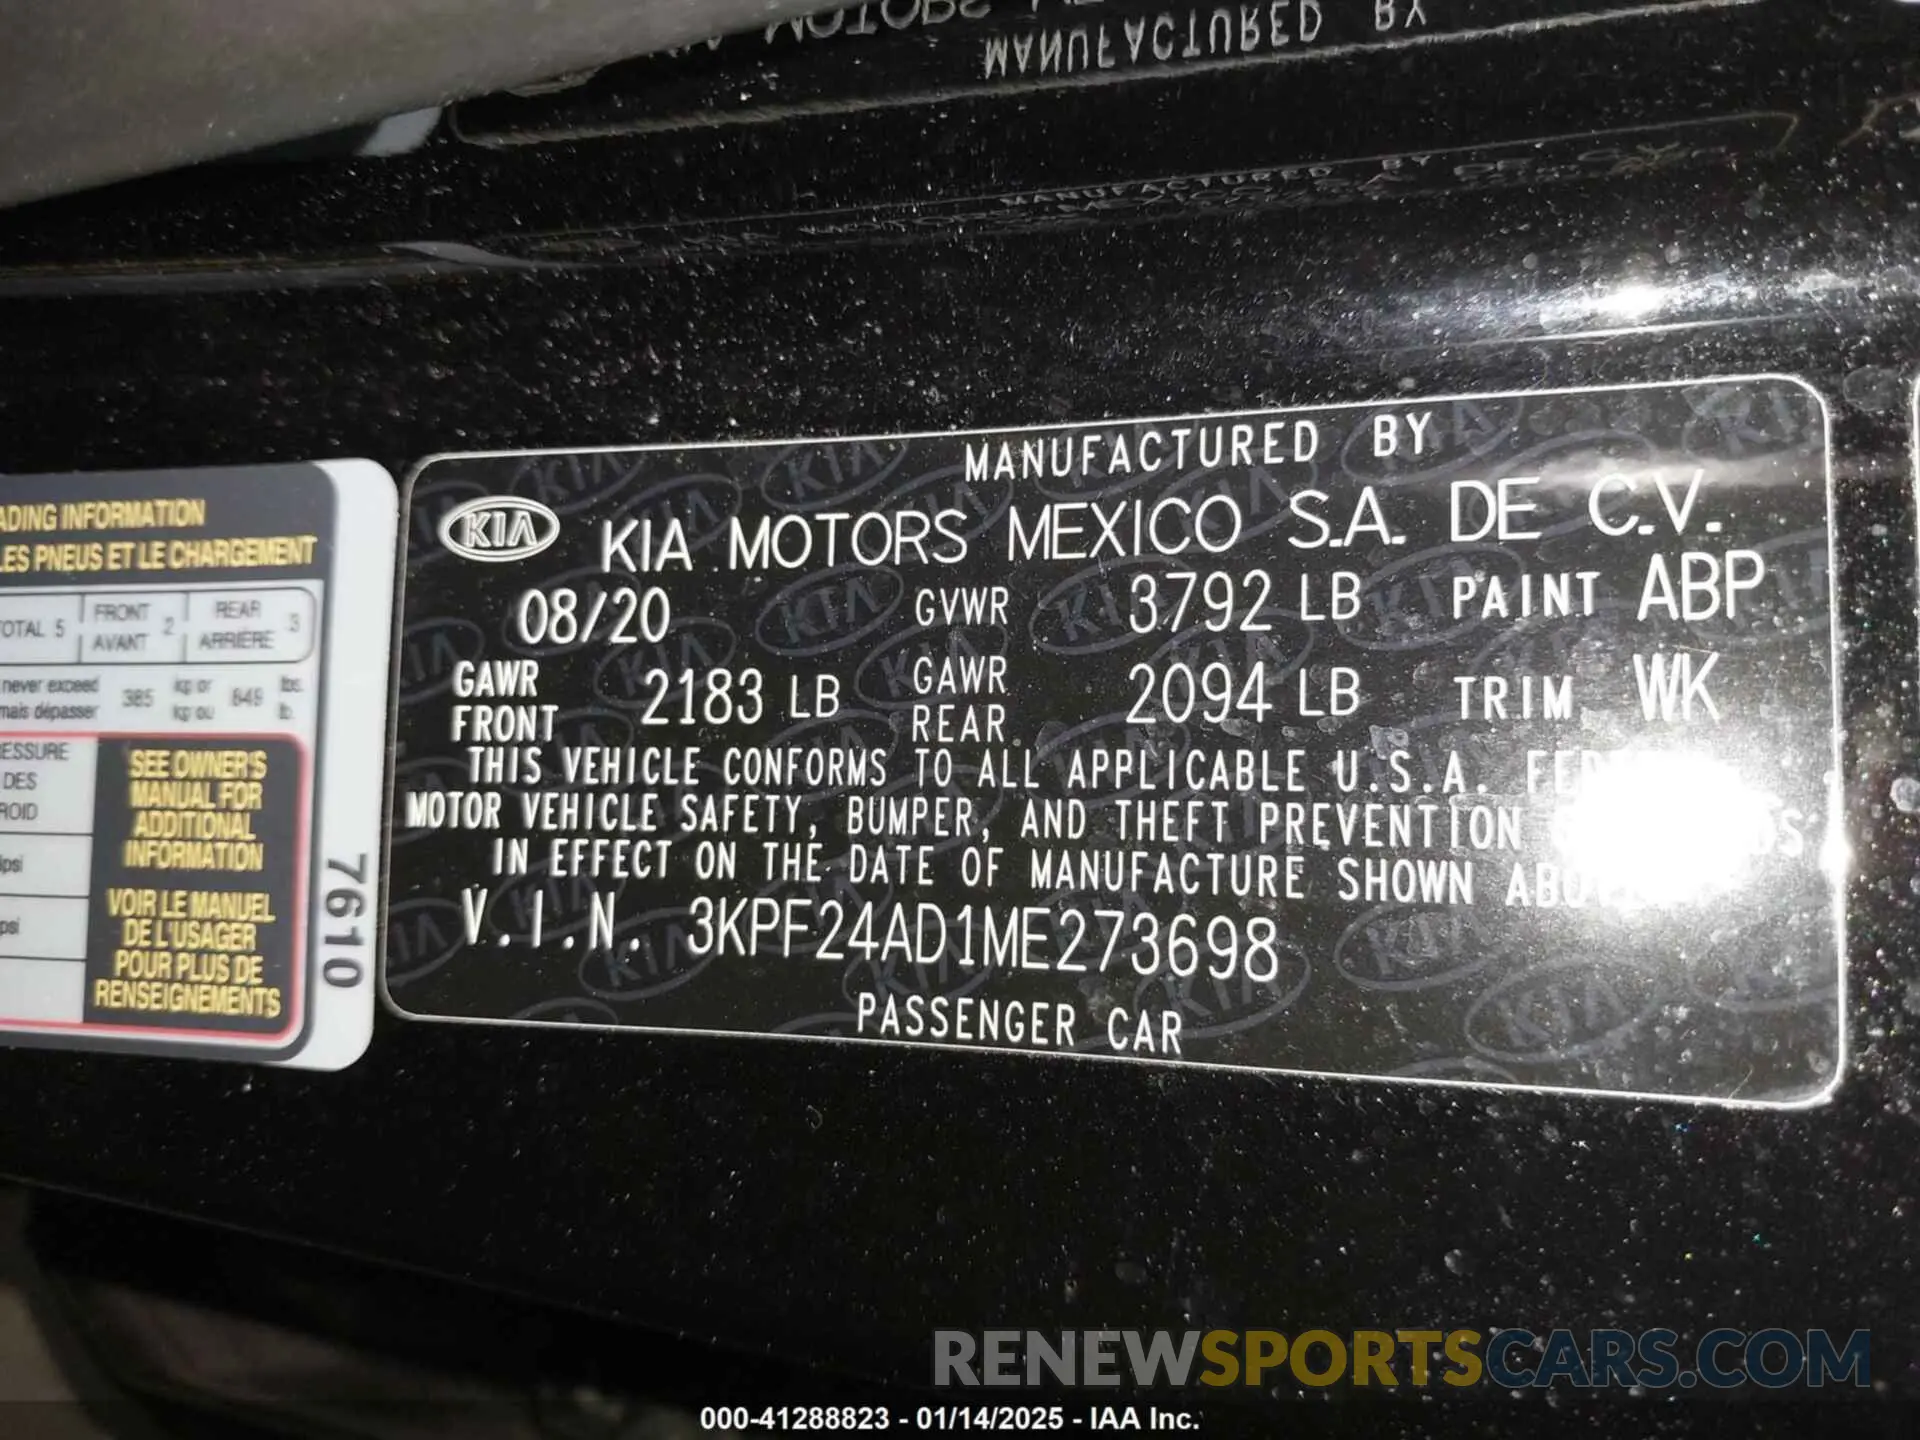 MANUFACTURED BY
KIA KIA MOTORS MEXICO S.A. DE C.V.
08/20 GVWR 3792 LB PAINT ABP
GAWR FRONT 2183 LB GAWR REAR 2094 LB TRIM WK
THIS VEHICLE CONFORMS TO ALL APPLICABLE U.S.A.
MOTOR VEHICLE SAFETY, BUMPER, AND THEFT PREVENTION
IN EFFECT ON THE DATE OF MANUFACTURE SHOWN
V.I.N. 3KPF24AD1ME273698
PASSENGER CAR
ADING INFORMATION
LES PNEUS ET LE CHARGEMENT
OTAL 5 FRONT AVANT 2 REAR ARRIÈRE 3
never exceed
mais dépasser 385 kg or kg ou 849 lbs. lb.
ESSURE
DES
ROID
psi
psi
SEE OWNER'S
MANUAL FOR
ADDITIONAL
INFORMATION
VOIR LE MANUEL
DE L'USAGER
POUR PLUS DE
RENSEIGNEMENTS
7610
RENEWSPORTSCARS.COM
000-41288823 - 01/14/2025 - IAA Inc.